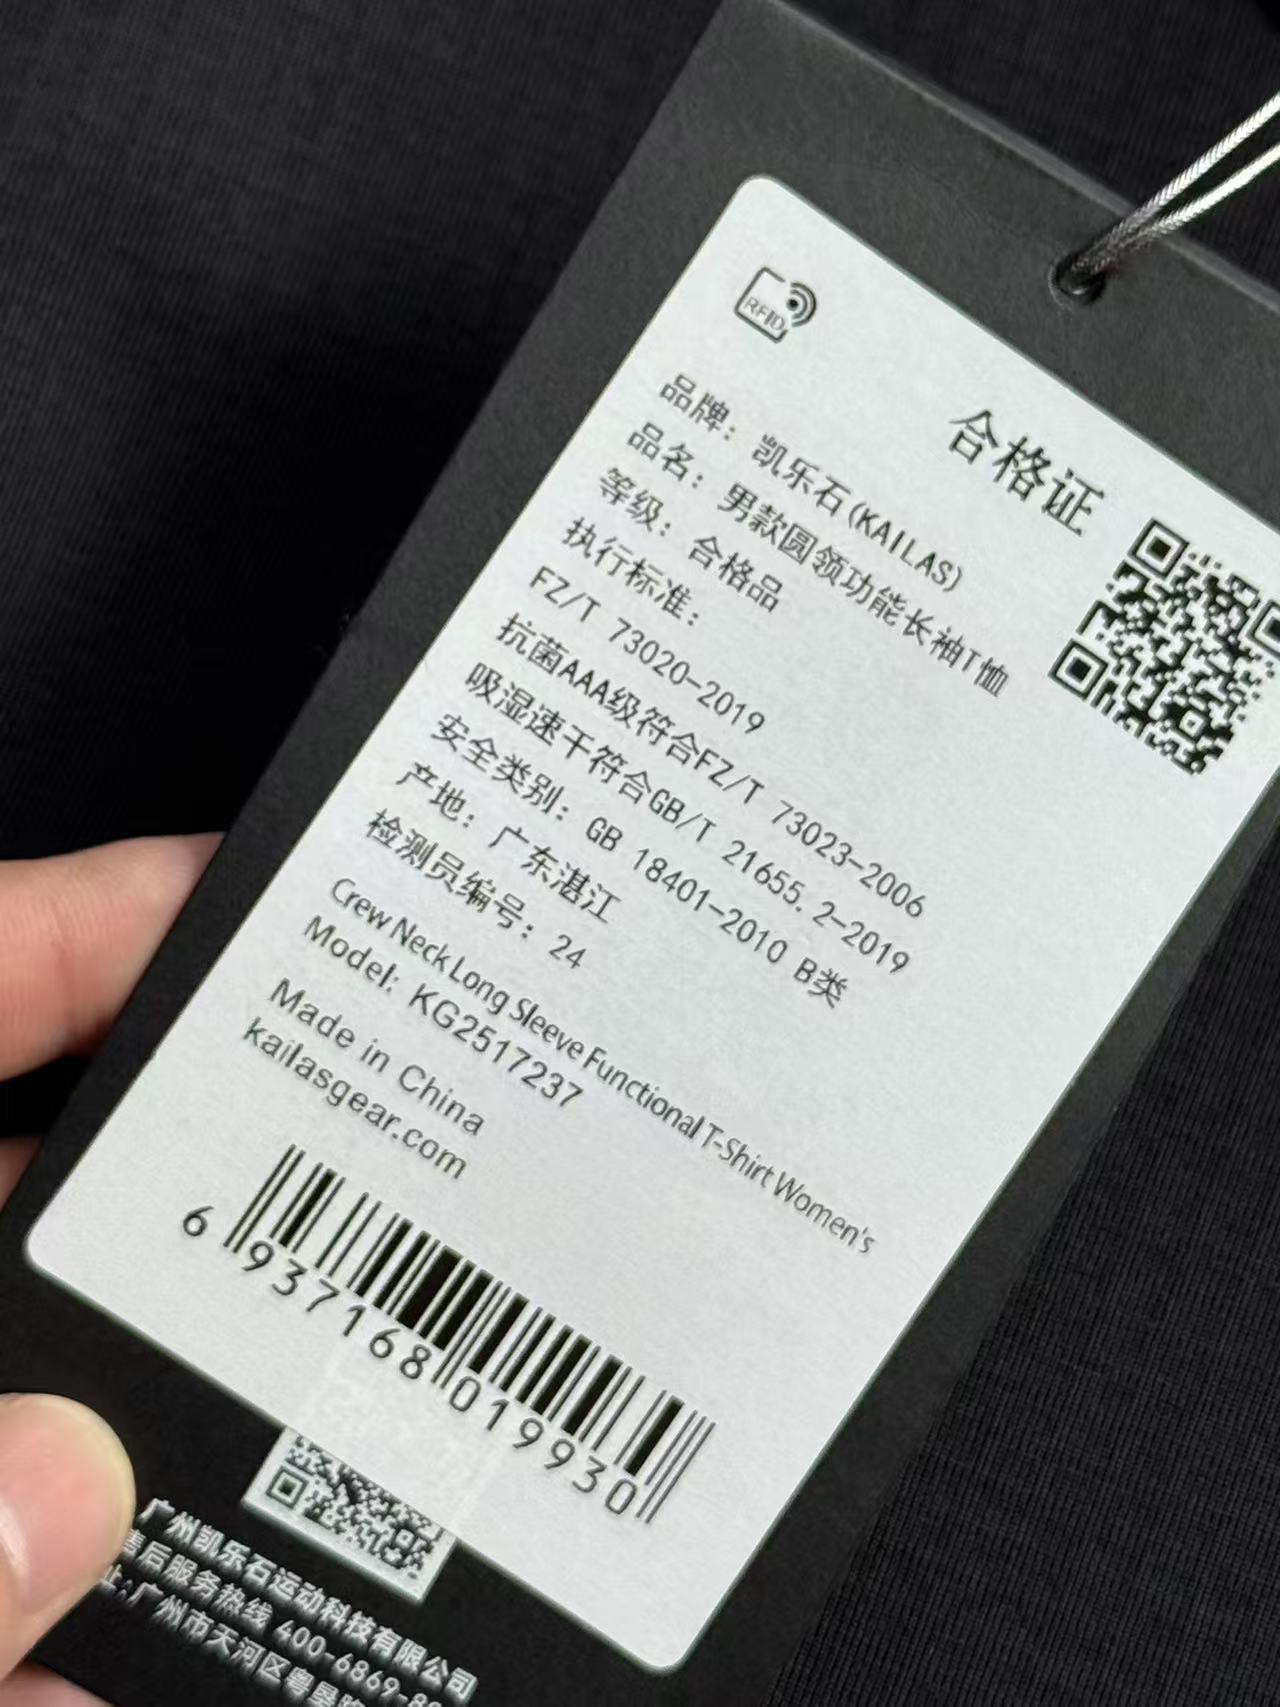 RFID
合格证
品牌：凯乐石(KAILAS)
品名：男款圆领功能长袖T恤
等级：合格品
执行标准：
FZ/T 73020-2019
抗菌AAA级符合FZ/T 73023-2006
吸湿速干符合GB/T 21655.2-2019
安全类别：GB 18401-2010 B类
产地：广东湛江
检测员编号：24
Crew Neck Long Sleeve Functional T-Shirt Women's
Model: KG2517237
Made in China
kailasgear.com
6 937168 019930
广州凯乐石运动科技有限公司
售后服务热线 400-6869-
址:广州市天河区粤垦